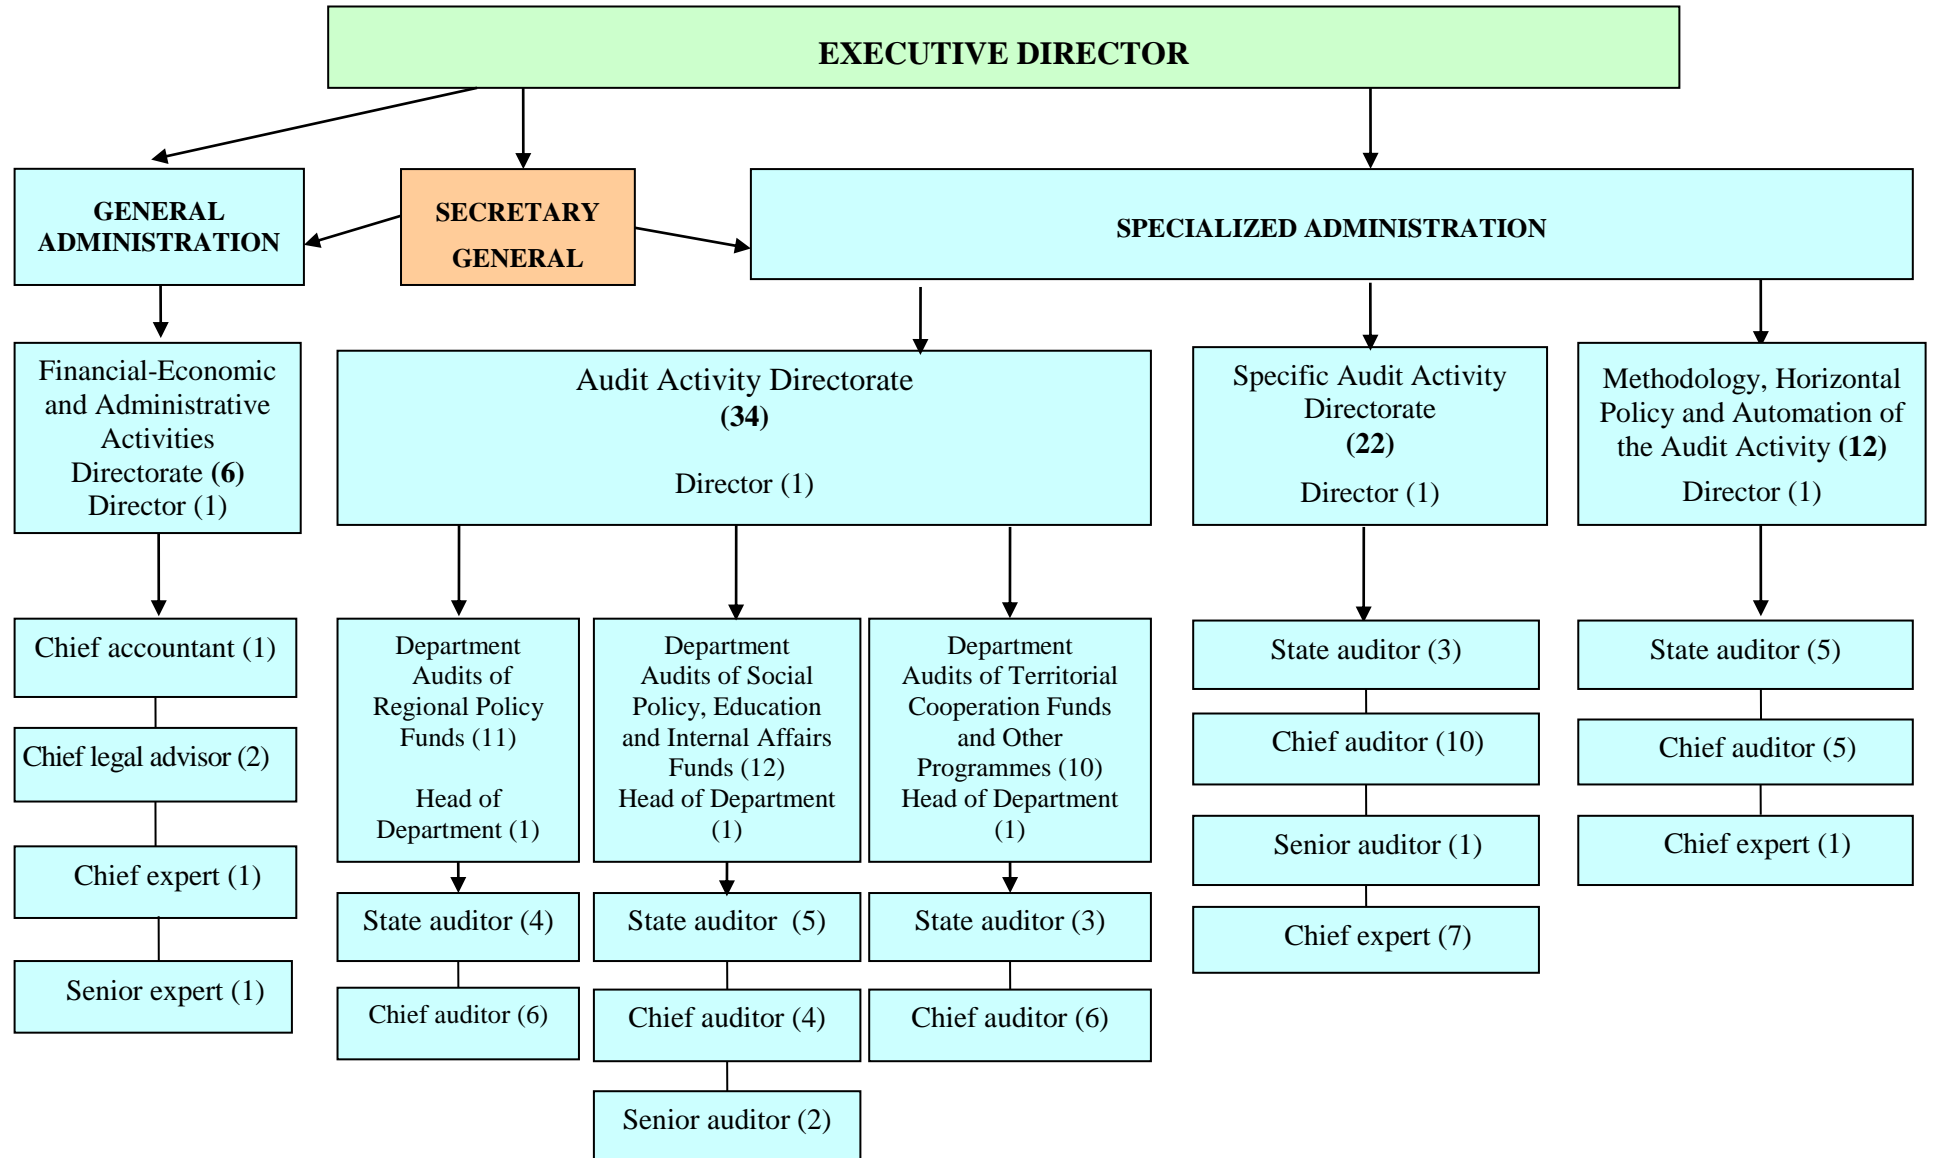 EXECUTIVE DIRECTOR
GENERAL
ADMINISTRATION
SECRETARY
GENERAL
SPECIALIZED ADMINISTRATION
Financial-Economic
and Administrative
Activities
Directorate (6)
Director (1)
Audit Activity Directorate
(34)
Director (1)
Specific Audit Activity
Directorate
(22)
Director (1)
Methodology, Horizontal
Policy and Automation of
the Audit Activity (12)
Director (1)
Chief accountant (1)
Chief legal advisor (2)
Chief expert (1)
Senior expert (1)
Department
Audits of
Regional Policy
Funds (11)
Head of
Department (1)
State auditor (4)
Chief auditor (6)
Department
Audits of Social
Policy, Education
and Internal Affairs
Funds (12)
Head of Department
(1)
State auditor (5)
Chief auditor (4)
Senior auditor (2)
Department
Audits of Territorial
Cooperation Funds
and Other
Programmes (10)
Head of Department
(1)
State auditor (3)
Chief auditor (6)
State auditor (3)
Chief auditor (10)
Senior auditor (1)
Chief expert (7)
State auditor (5)
Chief auditor (5)
Chief expert (1)